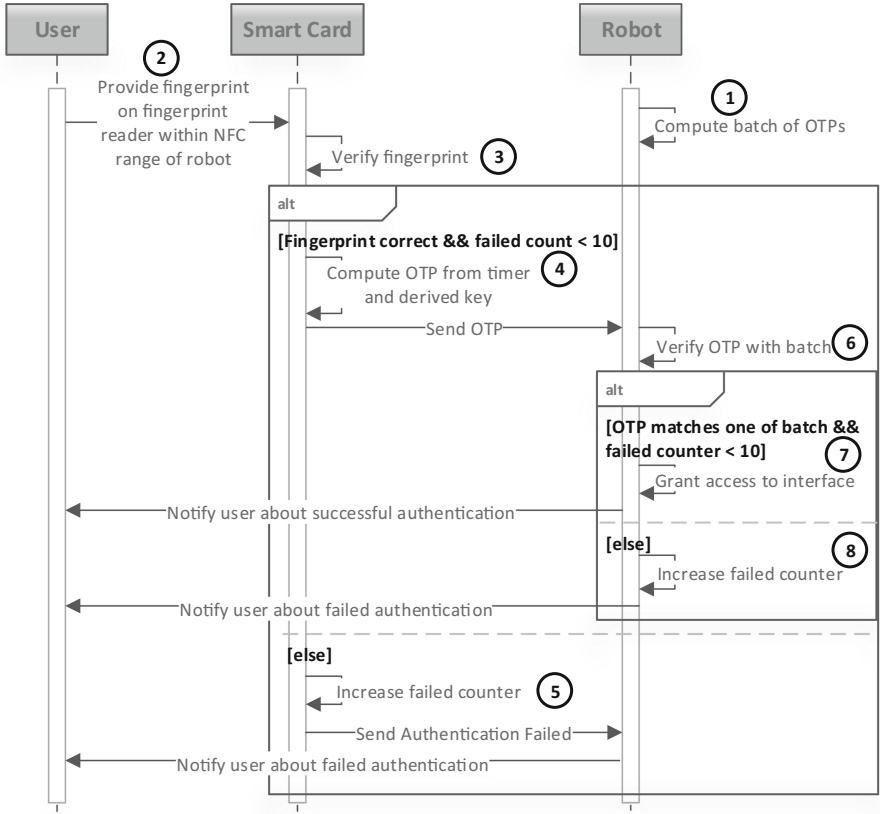 User
Smart Card
Robot
2
Provide fingerprint
on fingerprint
reader within NFC
range of robot
1
Compute batch of OTPs
Verify fingerprint
3
alt
[Fingerprint correct && failed count < 10]
Compute OTP from timer
and derived key
4
Send OTP
Verify OTP with batch
6
alt
[OTP matches one of batch &&
failed counter < 10]
7
Grant access to interface
Notify user about successful authentication
[else]
8
Increase failed counter
Notify user about failed authentication
[else]
Increase failed counter
5
Send Authentication Failed
Notify user about failed authentication